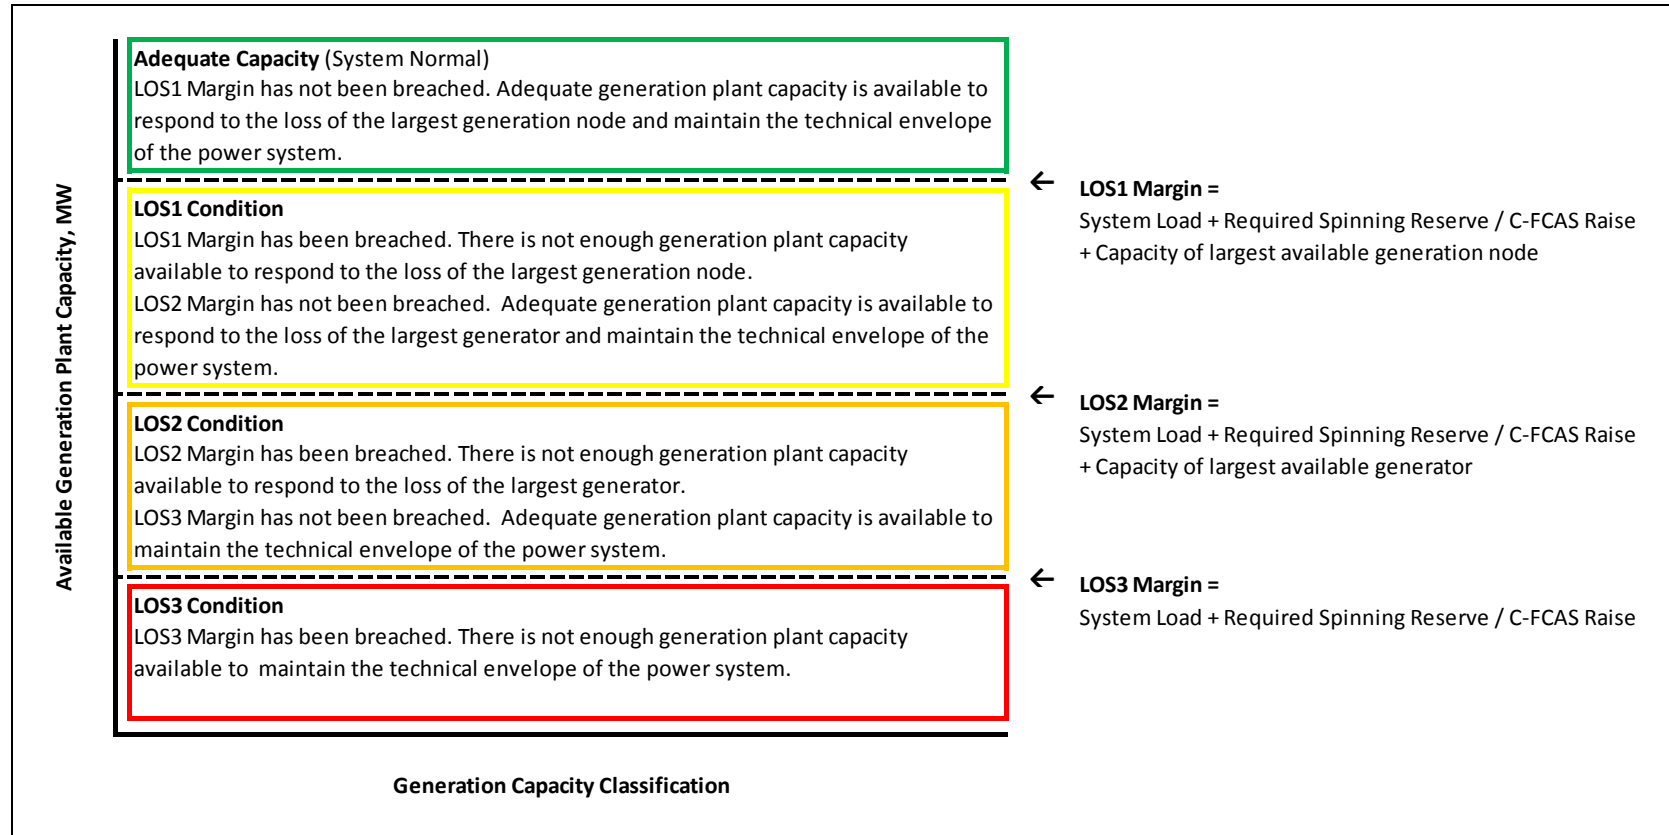 Adequate Capacity (System Normal)
LOS1 Margin has not been breached. Adequate generation plant capacity is available to
respond to the loss of the largest generation node and maintain the technical envelope
of the power system.
← LOS1 Margin =
System Load + Required Spinning Reserve / C-FCAS Raise
+ Capacity of largest available generation node
LOS1 Condition
LOS1 Margin has been breached. There is not enough generation plant capacity
available to respond to the loss of the largest generation node.
LOS2 Margin has not been breached.  Adequate generation plant capacity is available to
respond to the loss of the largest generator and maintain the technical envelope of the
power system.
← LOS2 Margin =
System Load + Required Spinning Reserve / C-FCAS Raise
+ Capacity of largest available generator
LOS2 Condition
LOS2 Margin has been breached. There is not enough generation plant capacity
available to respond to the loss of the largest generator.
LOS3 Margin has not been breached.  Adequate generation plant capacity is available to
maintain the technical envelope of the power system.
← LOS3 Margin =
System Load + Required Spinning Reserve / C-FCAS Raise
LOS3 Condition
LOS3 Margin has been breached. There is not enough generation plant capacity
available to  maintain the technical envelope of the power system.
Available Generation Plant Capacity, MW
Generation Capacity Classification